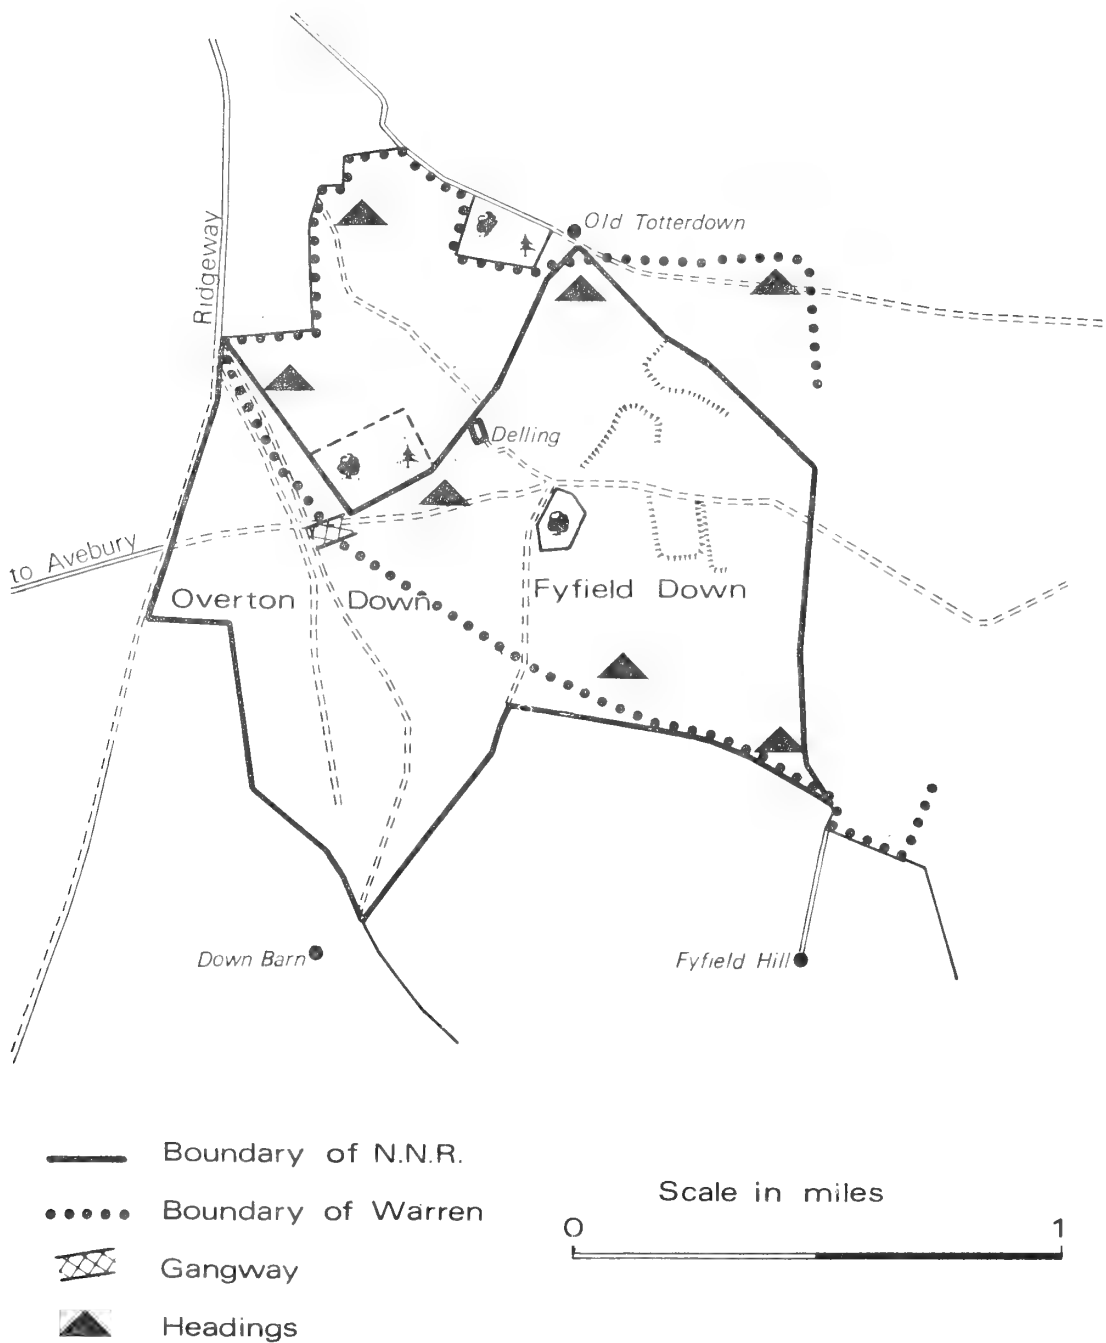 Old Totterdown
Ridgeway
Delling
to Avebury
Overton Down
Fyfield Down
Down Barn
Fyfield Hill
Boundary of N.N.R.
Boundary of Warren
Gangway
Headings
Scale in miles
0 1